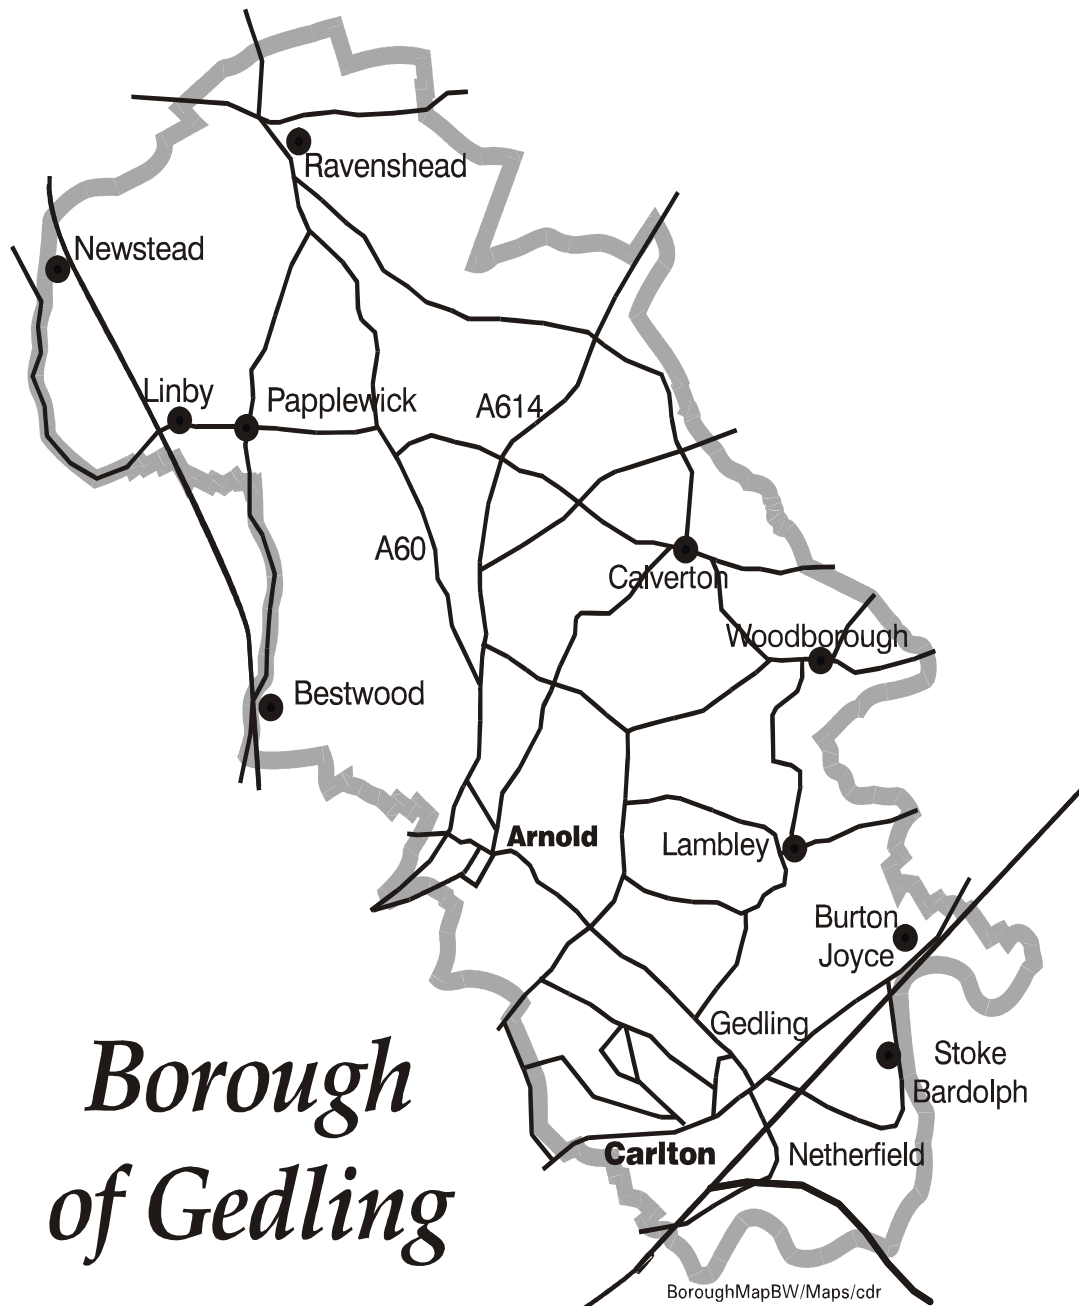 Ravenshead
Newstead
Linby
Papplewick
A614
A60
Calverton
Woodborough
Bestwood
Arnold
Lambley
Burton
Joyce
Gedling
Stoke
Bardolph
Carlton
Netherfield
Borough
of Gedling
BoroughMapBW/Maps/cdr